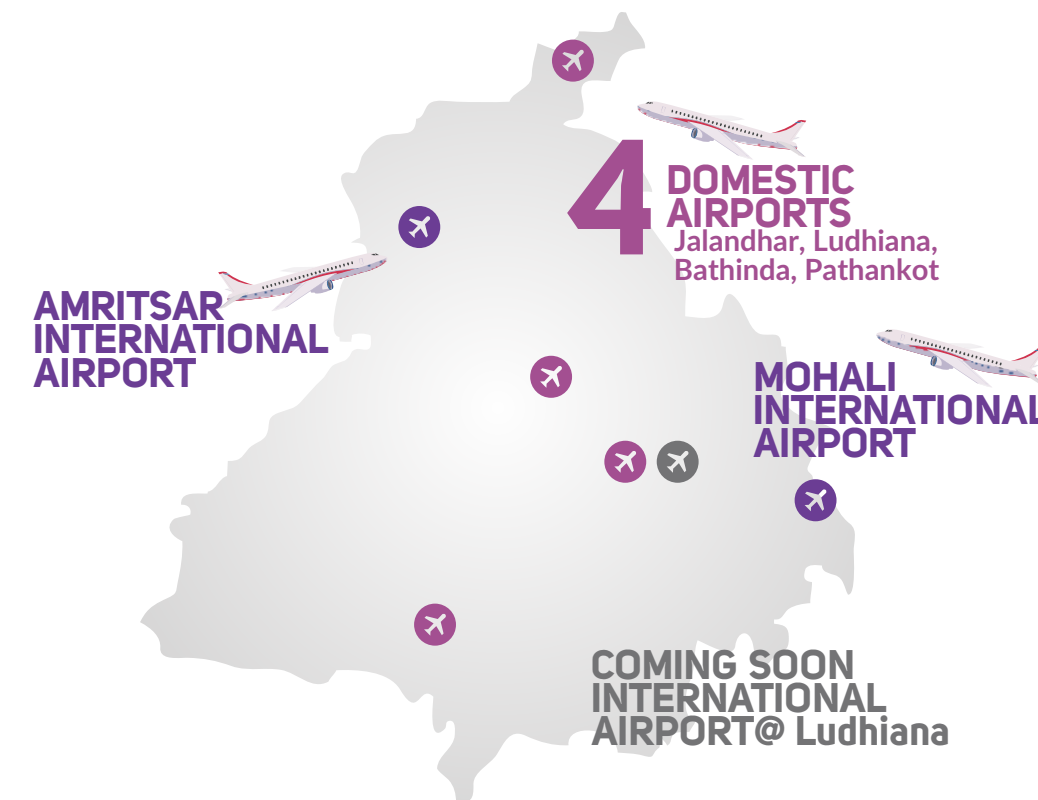 4
DOMESTIC
AIRPORTS
Jalandhar, Ludhiana,
Bathinda, Pathankot
AMRITSAR
INTERNATIONAL
AIRPORT
MOHALI
INTERNATIONAL
AIRPORT
COMING SOON
INTERNATIONAL
AIRPORT@ Ludhiana